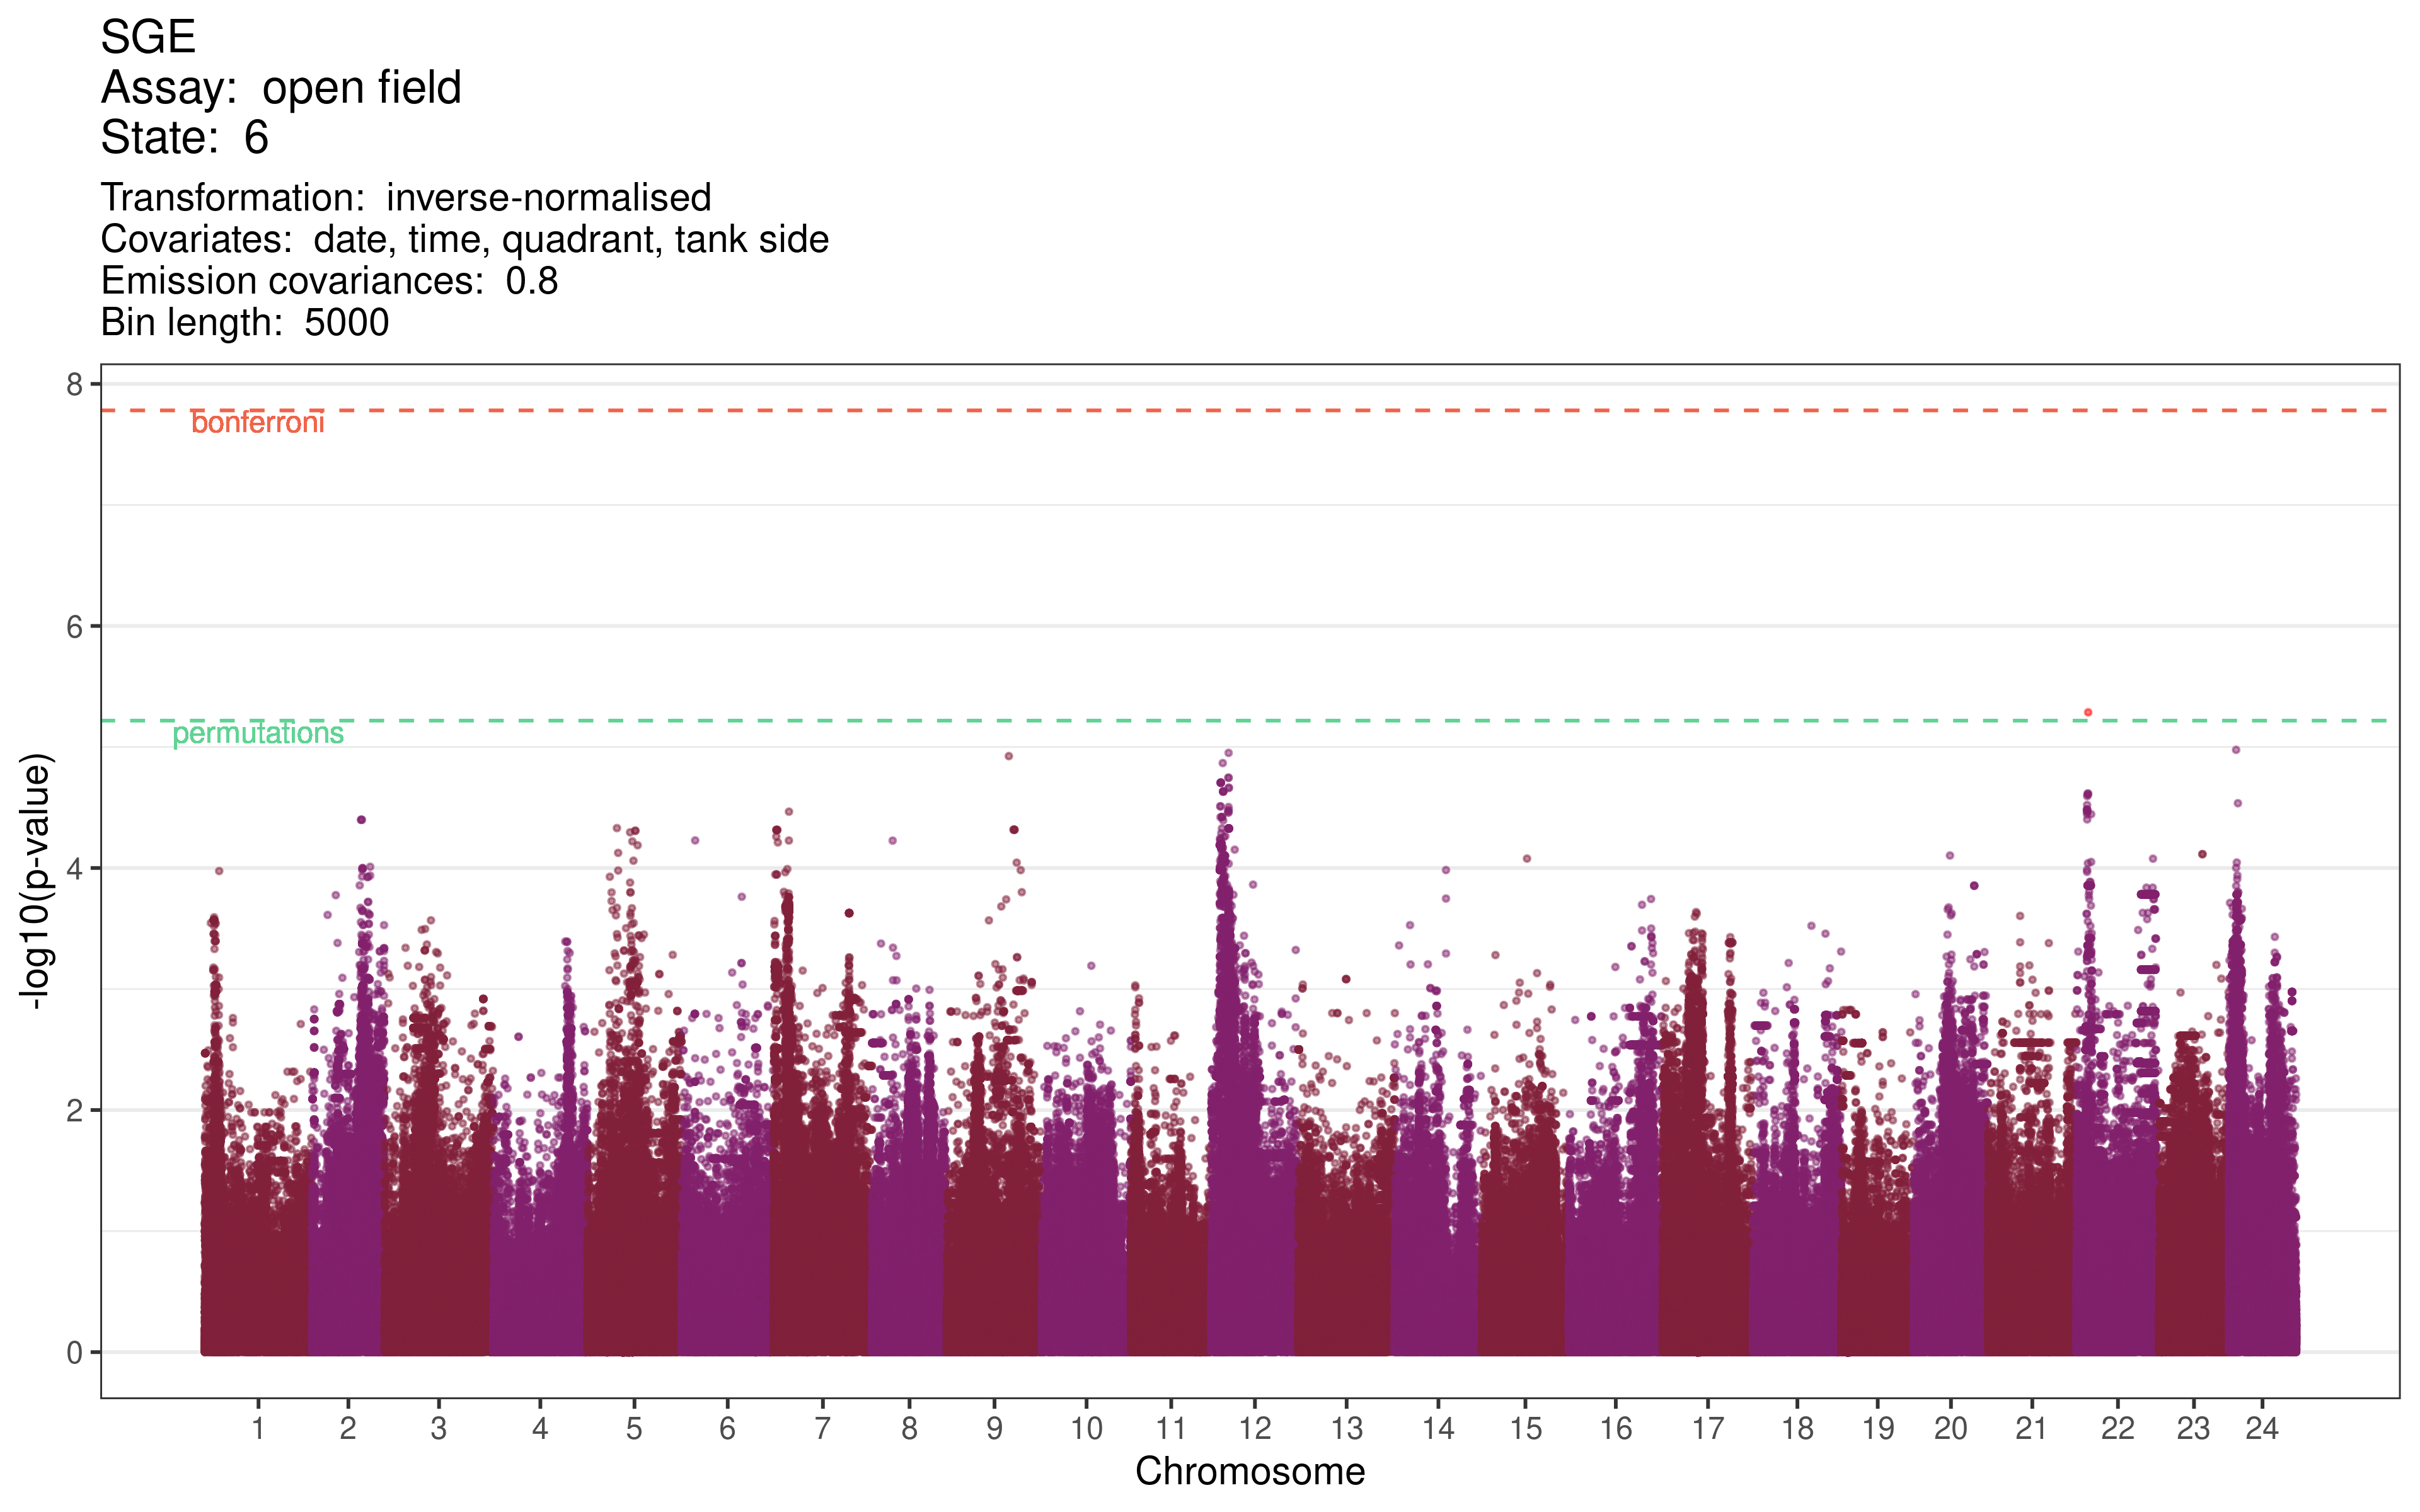 SGE
Assay:  open field
State:  6
Transformation:  inverse-normalised
Covariates:  date, time, quadrant, tank side
Emission covariances:  0.8
Bin length:  5000
8
bonferroni
6
permutations
4
2
0
-log10(p-value)
1 2 3 4 5 6 7 8 9 10 11 12 13 14 15 16 17 18 19 20 21 22 23 24
Chromosome